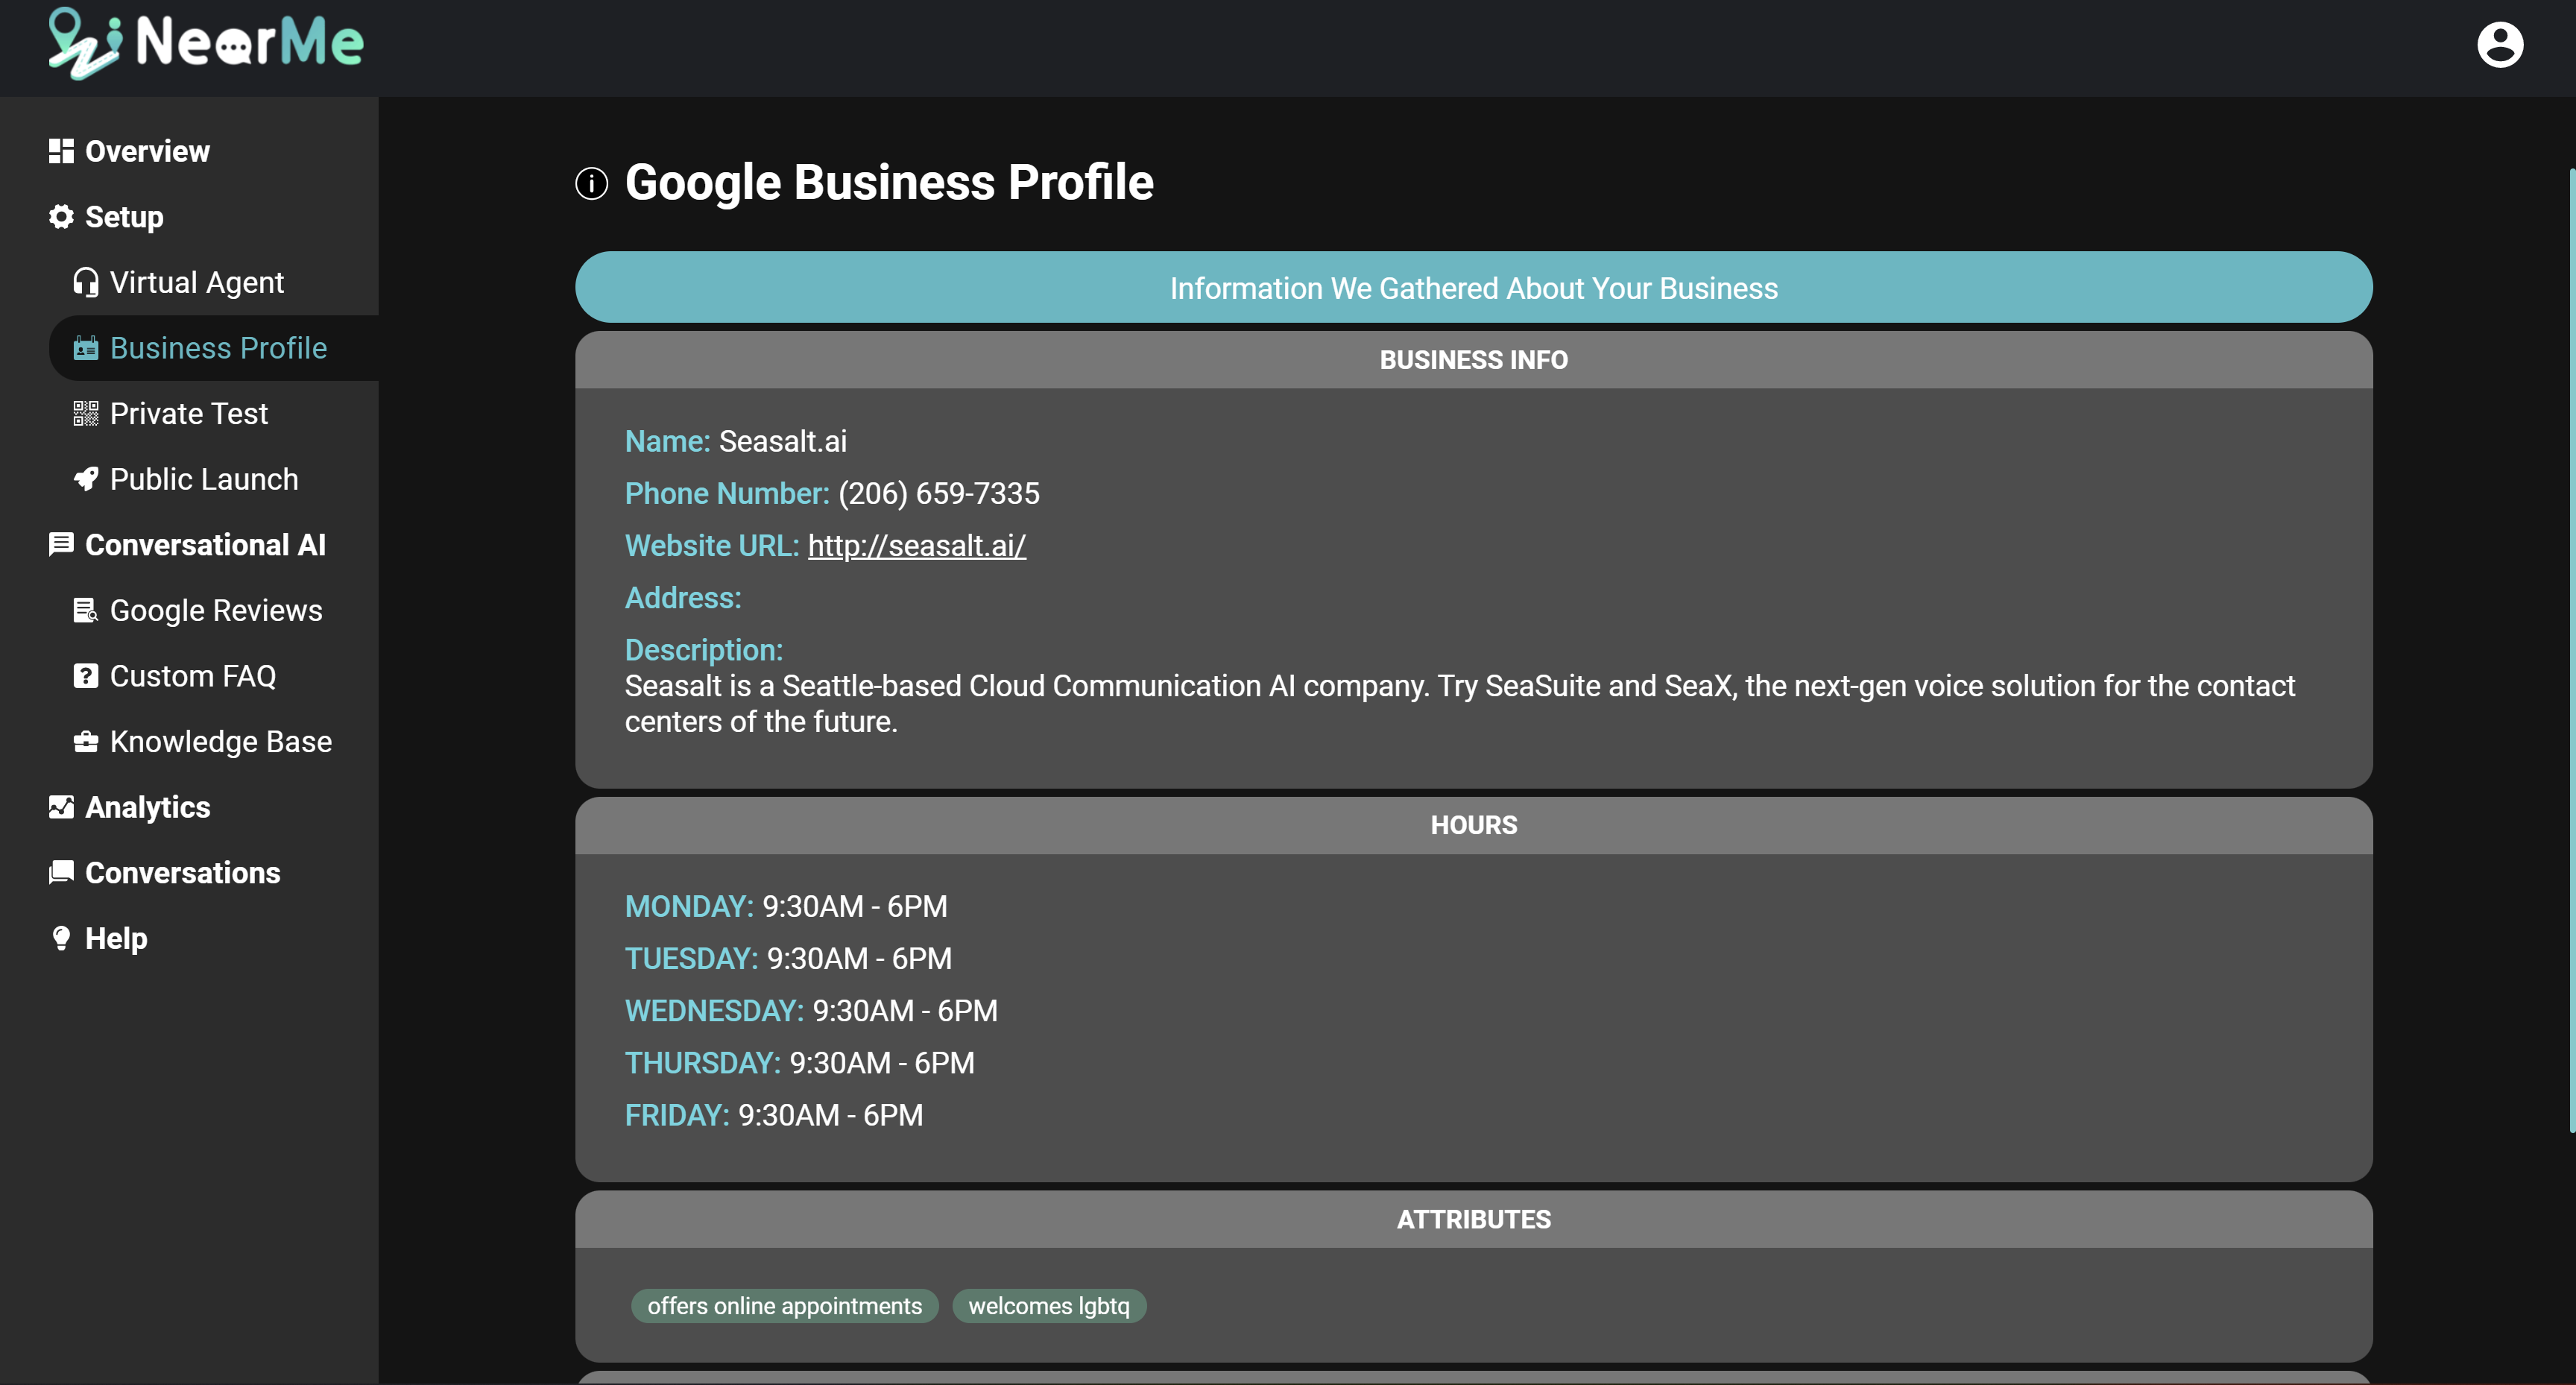 NearMe
Overview
Setup
Virtual Agent
Business Profile
Private Test
Public Launch
Conversational AI
Google Reviews
Custom FAQ
Knowledge Base
Analytics
Conversations
Help
Google Business Profile
Information We Gathered About Your Business
BUSINESS INFO
Name: Seasalt.ai
Phone Number: (206) 659-7335
Website URL: http://seasalt.ai/
Address:
Description:
Seasalt is a Seattle-based Cloud Communication AI company. Try SeaSuite and SeaX, the next-gen voice solution for the contact
centers of the future.
HOURS
MONDAY: 9:30AM - 6PM
TUESDAY: 9:30AM - 6PM
WEDNESDAY: 9:30AM - 6PM
THURSDAY: 9:30AM - 6PM
FRIDAY: 9:30AM - 6PM
ATTRIBUTES
offers online appointments
welcomes lgbtq